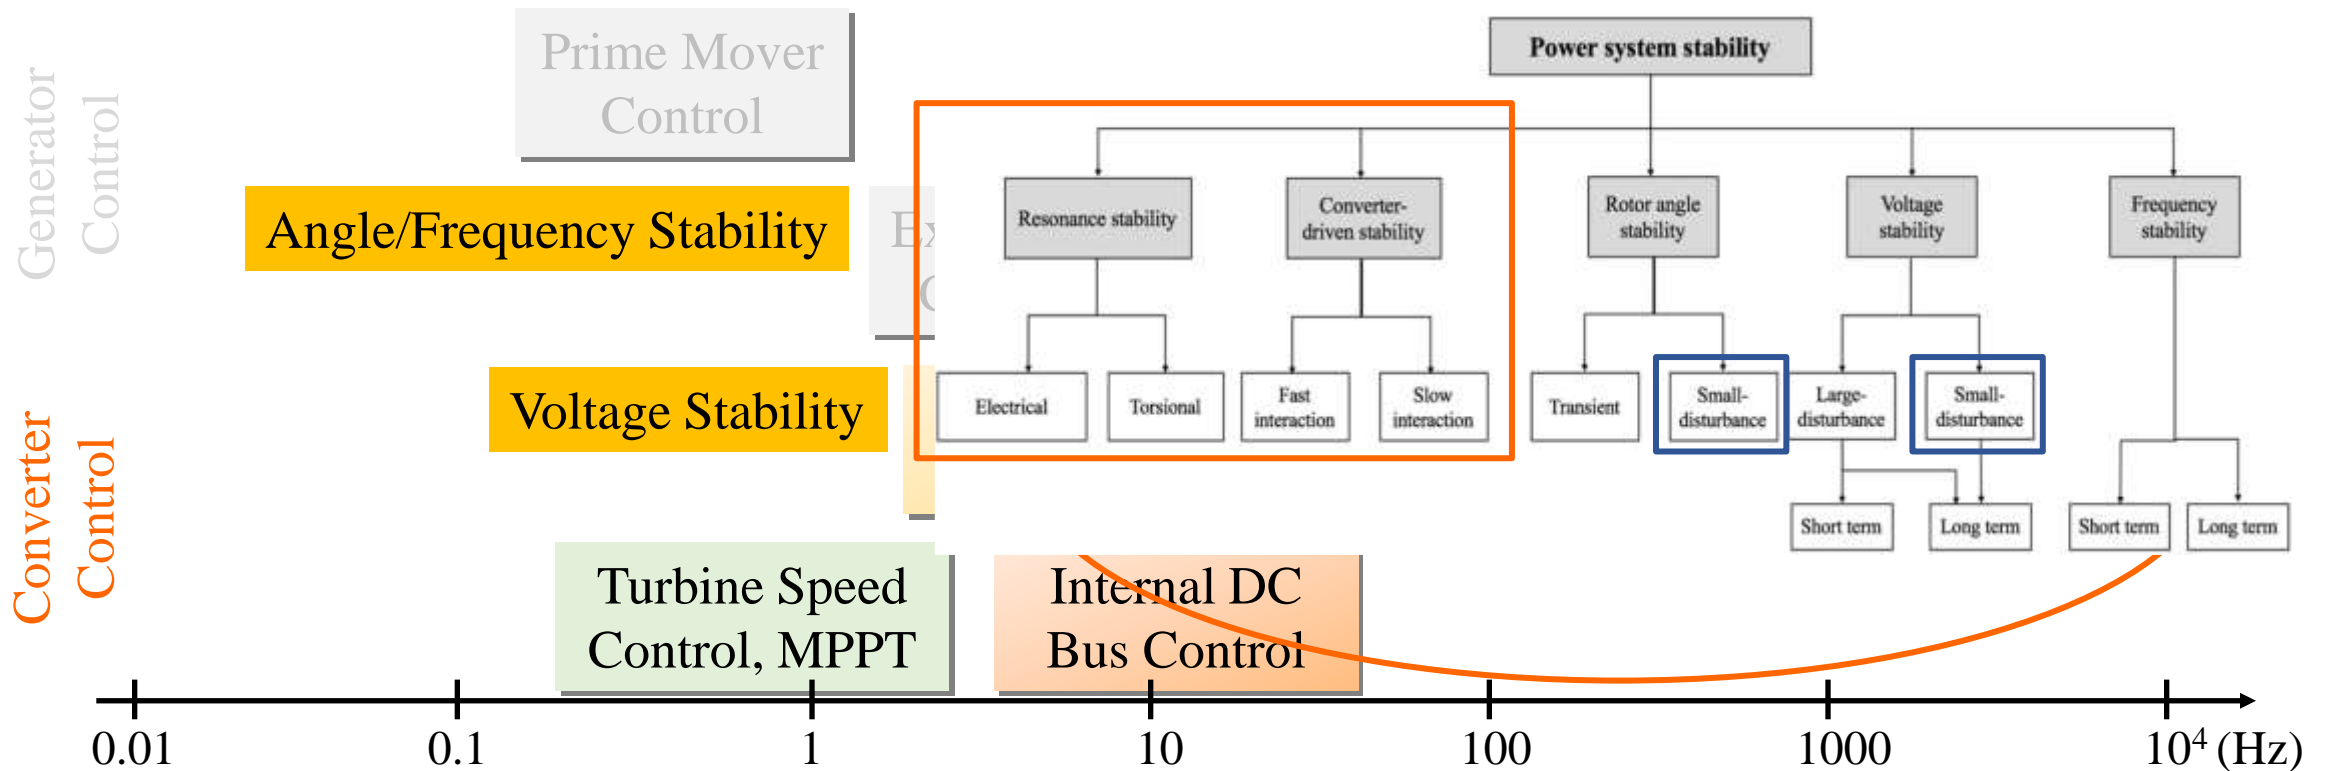 Generator
Control
Converter
Control
Prime Mover
Control
Angle/Frequency Stability
Voltage Stability
Turbine Speed
Control, MPPT
Internal DC
Bus Control
Power system stability
Resonance stability
Converter-
driven stability
Rotor angle
stability
Voltage
stability
Frequency
stability
Electrical
Torsional
Fast
interaction
Slow
interaction
Transient
Small-
disturbance
Large-
disturbance
Small-
disturbance
Short term
Long term
Short term
Long term
0.01
0.1
1
10
100
1000
10⁴ (Hz)